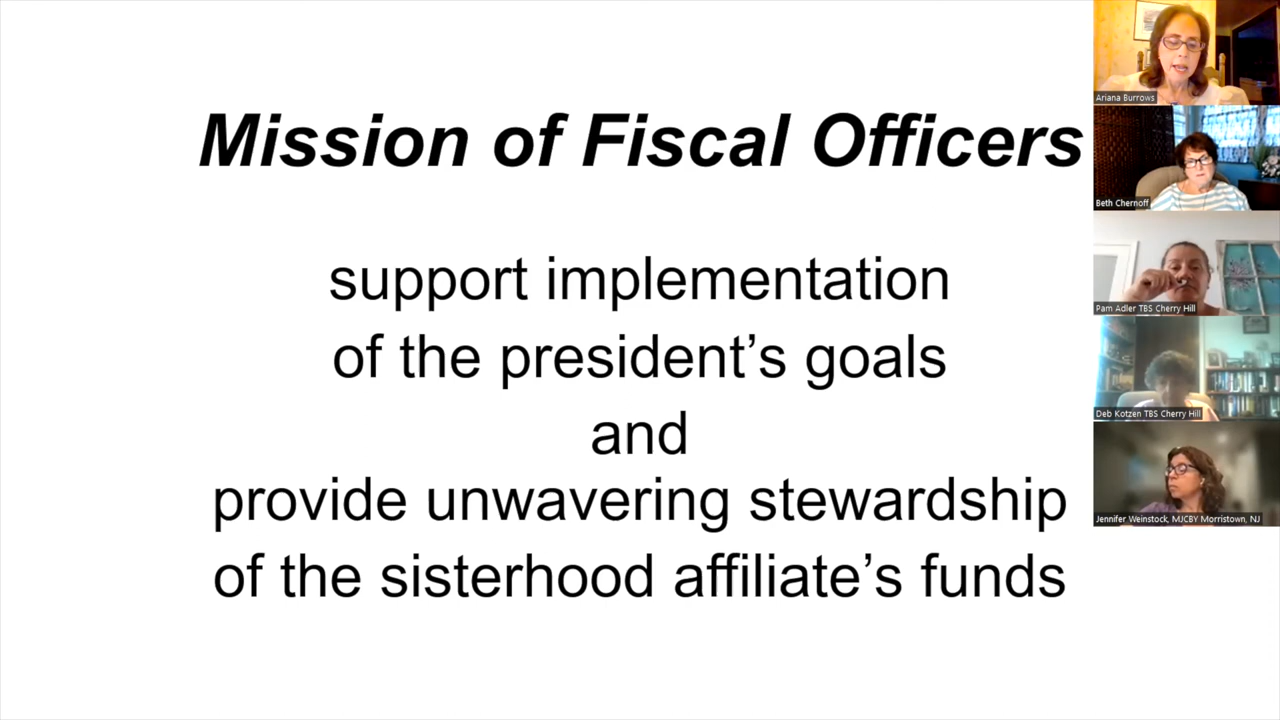 Mission of Fiscal Officers
support implementation
of the president’s goals
and
provide unwavering stewardship
of the sisterhood affiliate’s funds
Ariana Burrows
Beth Chernoff
Pam Adler TBS Cherry Hill
Deb Kotzen TBS Cherry Hill
Jennifer Weinstock, MJCBY Morristown, NJ